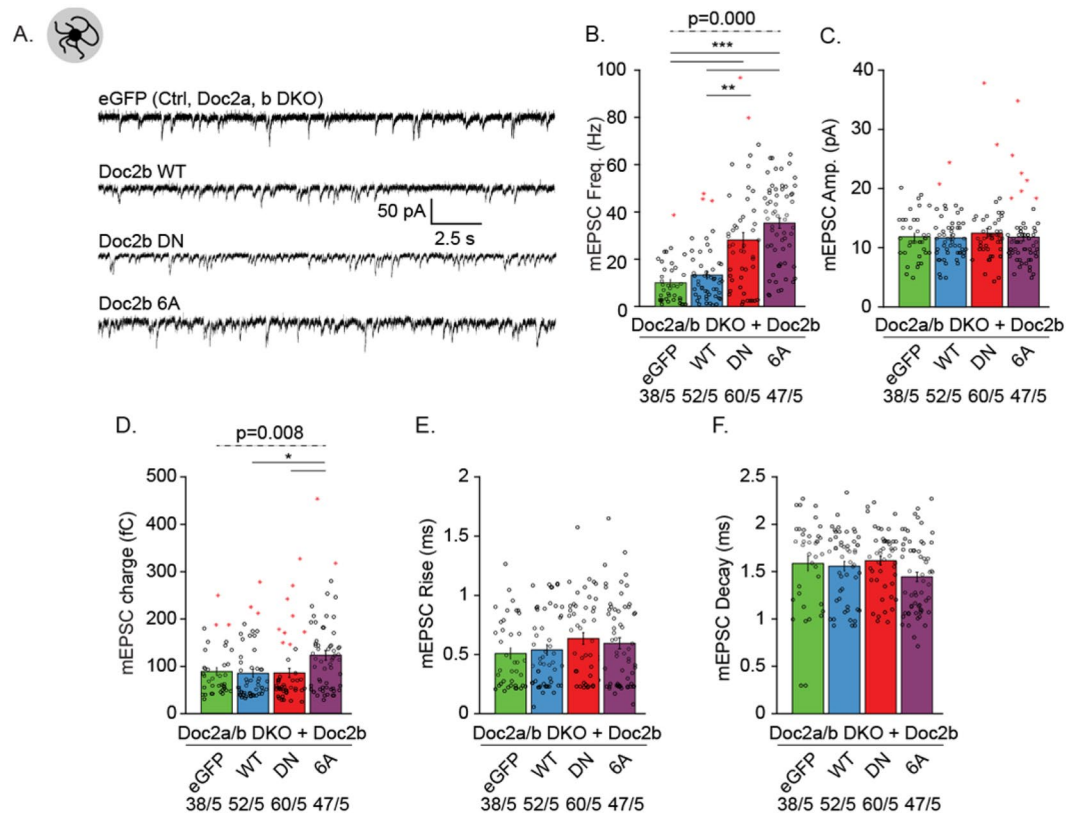 A.
eGFP (Ctrl, Doc2a, b DKO)
Doc2b WT
50 pA
2.5 s
Doc2b DN
Doc2b 6A
B.
p=0.000
***
**
mEPSC Freq. (Hz)
100
80
60
40
20
0
Doc2a/b DKO + Doc2b
eGFP WT DN 6A
38/5 52/5 60/5 47/5
C.
mEPSC Amp. (pA)
40
30
20
10
0
Doc2a/b DKO + Doc2b
eGFP WT DN 6A
38/5 52/5 60/5 47/5
D.
p=0.008
*
mEPSC charge (fC)
500
400
300
200
100
0
Doc2a/b DKO + Doc2b
eGFP WT DN 6A
38/5 52/5 60/5 47/5
E.
mEPSC Rise (ms)
2
1.5
1
0.5
0
Doc2a/b DKO + Doc2b
eGFP WT DN 6A
38/5 52/5 60/5 47/5
F.
mEPSC Decay (ms)
2.5
2
1.5
1
0.5
0
Doc2a/b DKO + Doc2b
eGFP WT DN 6A
38/5 52/5 60/5 47/5